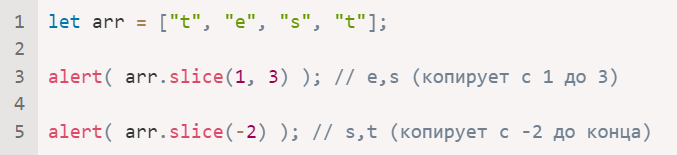 1 let arr = ["t", "e", "s", "t"];
2
3 alert( arr.slice(1, 3) ); // e,s (копирует с 1 до 3)
4
5 alert( arr.slice(-2) ); // s,t (копирует с -2 до конца)